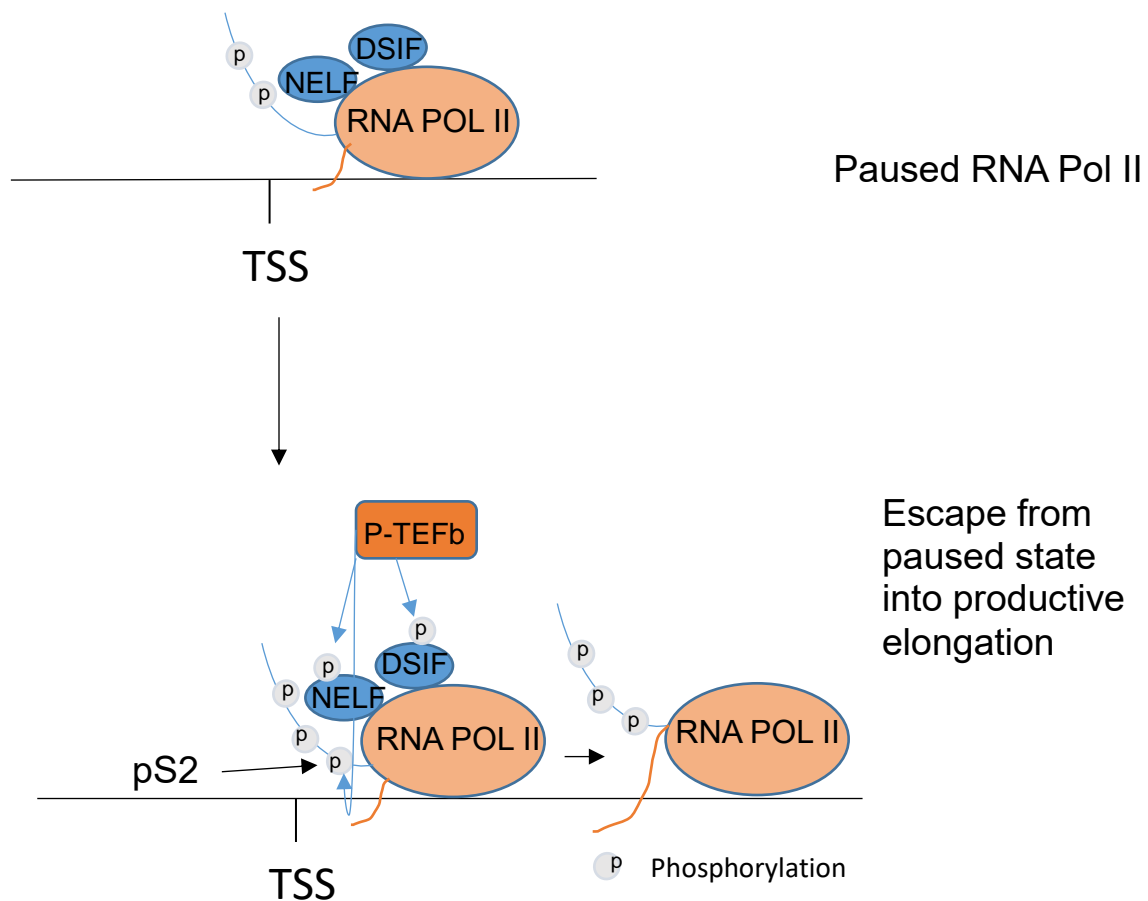 p
DSIF
NELF
p
RNA POL II
Paused RNA Pol II
TSS
P-TEFb
Escape from
paused state
into productive
elongation
p
DSIF
p
p
p
NELF
p
p
RNA POL II
p
p
RNA POL II
p
pS2
TSS
p
Phosphorylation